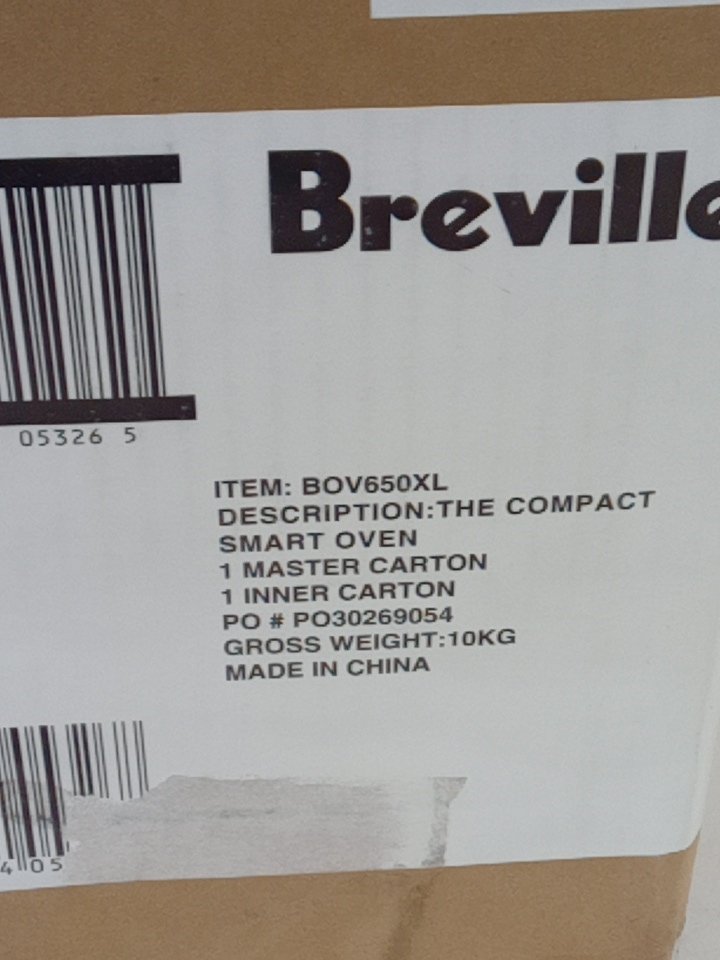 Breville
05326 5
ITEM: BOV650XL
DESCRIPTION:THE COMPACT
SMART OVEN
1 MASTER CARTON
1 INNER CARTON
PO # PO30269054
GROSS WEIGHT:10KG
MADE IN CHINA
405